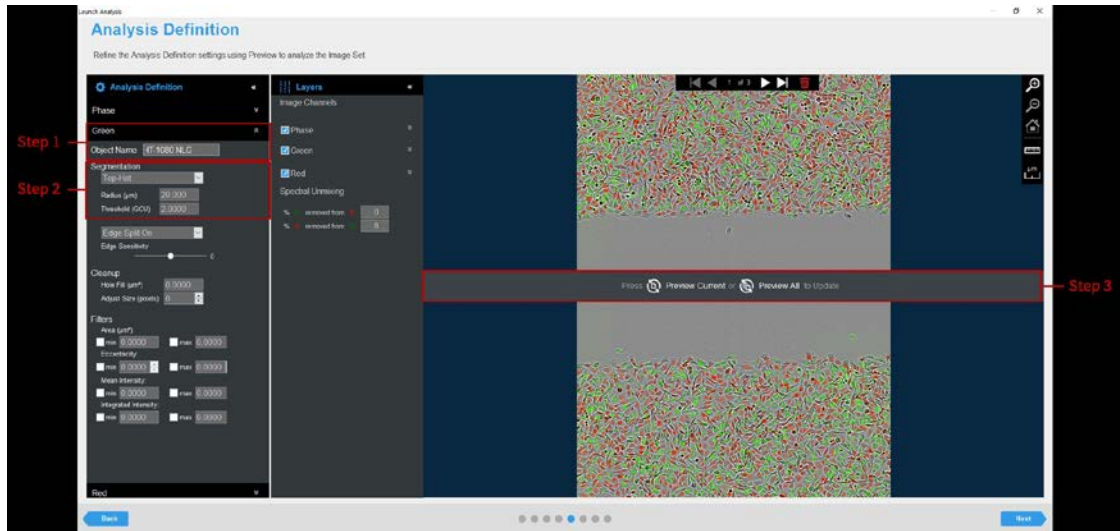 Launch Analysis
Analysis Definition
Refine the Analysis Definition settings using Preview to analyze the Image Set
Analysis Definition
Phase
Green
Step 1
Object Name HT-1080 NLG
Step 2
Segmentation
Top-Hat
Radius (µm) 20.000
Threshold (GCU) 2.0000
Edge Split On
Edge Sensitivity
0
Cleanup
Hole Fill (µm²) 0.0000
Adjust Size (pixels) 0
Filters
Area (µm²)
min 0.0000 max 0.0000
Eccentricity
min 0.0000 max 0.0000
Mean Intensity
min 0.0000 max 0.0000
Integrated Intensity
min 0.0000 max 0.0000
Red
Layers
Image Channels
Phase
Green
Red
Spectral Unmixing
% removed from 0
% removed from
1 of 3
µm
Press Preview Current or Preview All to Update
Step 3
Back
Next